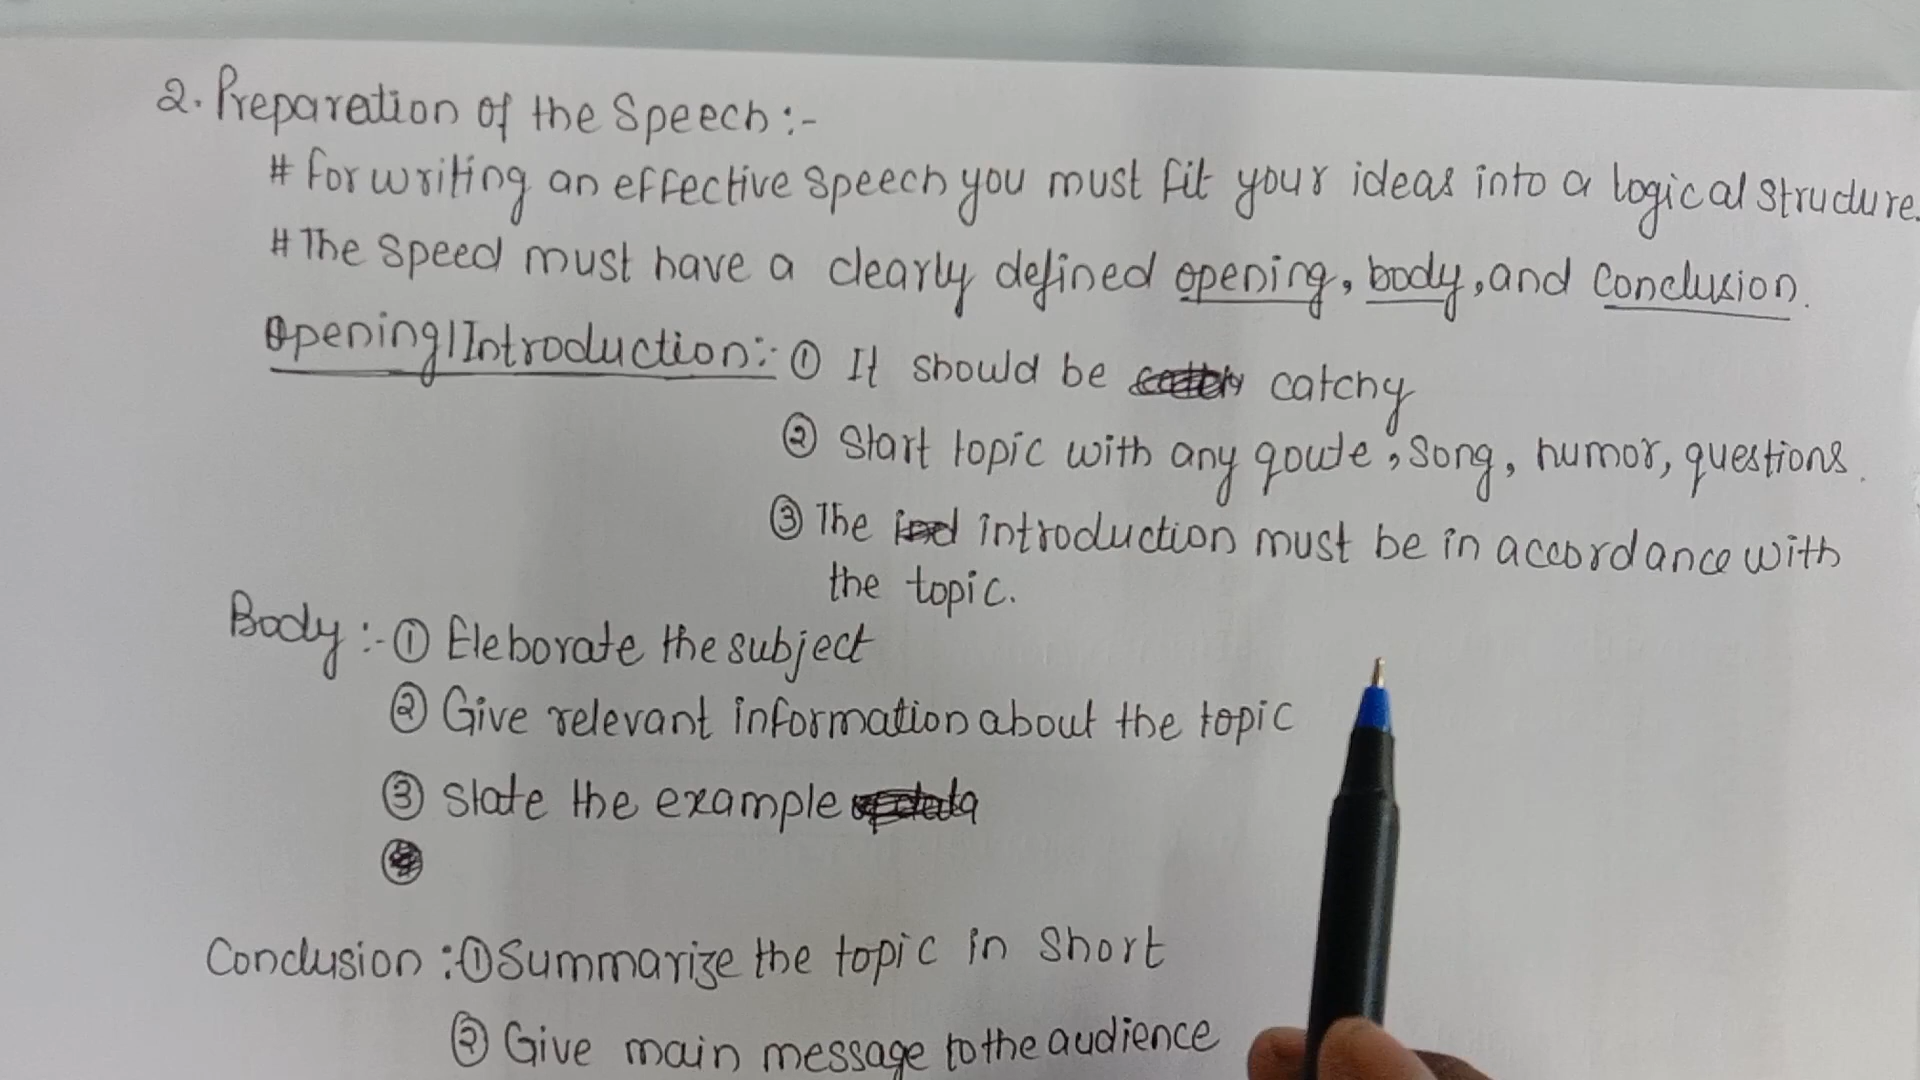 2. Preparation of the Speech :-
# For writing an effective speech you must fit your ideas into a logical structure.
# The speed must have a clearly defined opening, body, and conclusion.
Opening/Introduction:- ① It should be catchy
② Start topic with any qoute, song, humor, questions.
③ The introduction must be in accordance with
the topic.
Body :- ① Eleborate the subject
② Give relevant information about the topic
③ State the example
Conclusion :① Summarize the topic in short
② Give main message to the audience